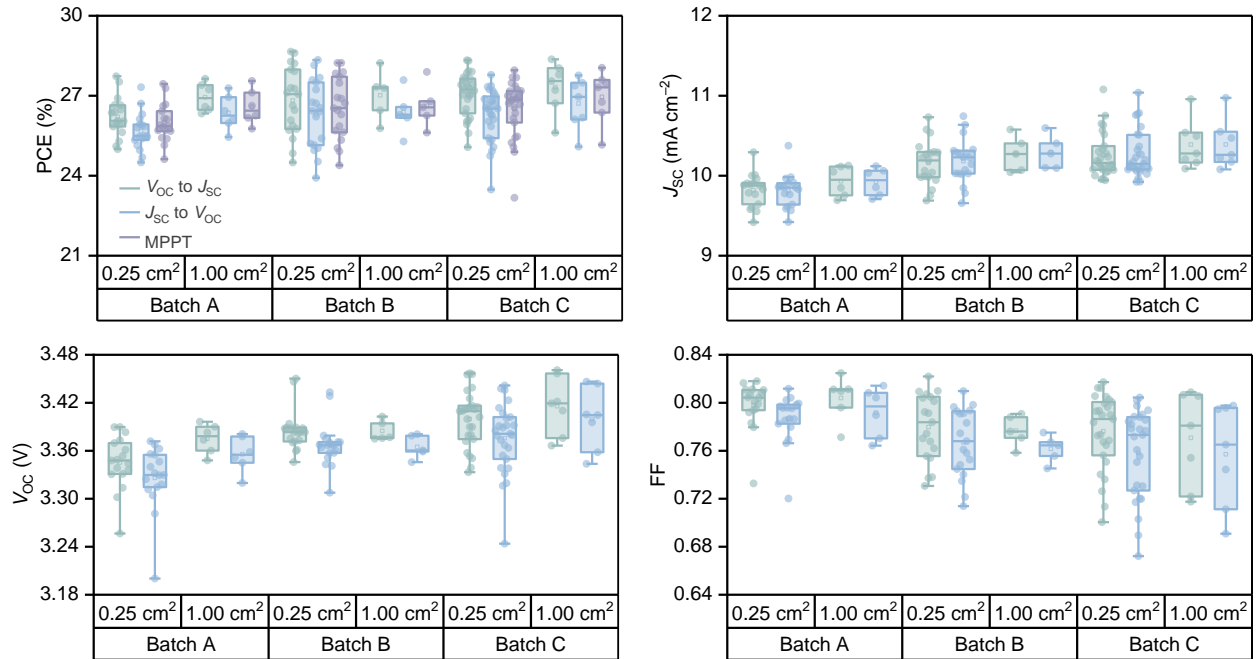 30
27
24
21
PCE (%)
V_OC to J_SC
J_SC to V_OC
MPPT
0.25 cm² 1.00 cm² 0.25 cm² 1.00 cm² 0.25 cm² 1.00 cm²
Batch A Batch B Batch C
12
11
10
9
J_SC (mA cm⁻²)
0.25 cm² 1.00 cm² 0.25 cm² 1.00 cm² 0.25 cm² 1.00 cm²
Batch A Batch B Batch C
3.48
3.42
3.36
3.30
3.24
3.18
V_OC (V)
0.25 cm² 1.00 cm² 0.25 cm² 1.00 cm² 0.25 cm² 1.00 cm²
Batch A Batch B Batch C
0.84
0.80
0.76
0.72
0.68
0.64
FF
0.25 cm² 1.00 cm² 0.25 cm² 1.00 cm² 0.25 cm² 1.00 cm²
Batch A Batch B Batch C